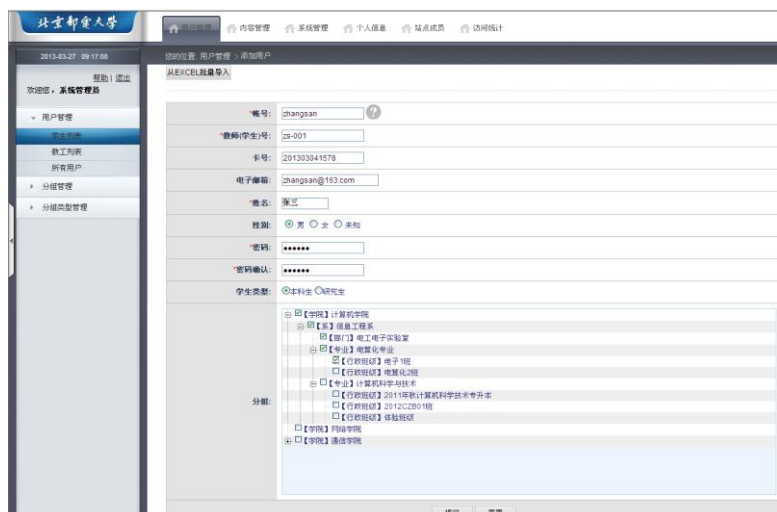 北京邮电大学
用户管理 内容管理 系统管理 个人信息 站点成员 访问统计
2013-03-27 09:17:08
您的位置: 用户管理 > 添加用户
帮助 | 退出
从EXCEL批量导入
欢迎您，系统管理员
用户管理
学生列表
教工列表
所有用户
分组管理
分组类型管理
*帐号: zhangsan ?
*教师(学生)号: zs-001
卡号: 201303041578
电子邮箱: zhangsan@163.com
*姓名: 张三
性别: 男 女 未知
*密码: ••••••
*密码确认: ••••••
学生类型: 本科生 研究生
分组:
【学院】计算机学院
【系】信息工程系
【部门】电工电子实验室
【专业】电算化专业
【行政班级】电子1班
【行政班级】电算化2班
【专业】计算机科学与技术
【行政班级】2011年秋计算机科学技术专升本
【行政班级】2012CZB01班
【行政班级】体验班级
【学院】网络学院
【学院】通信学院